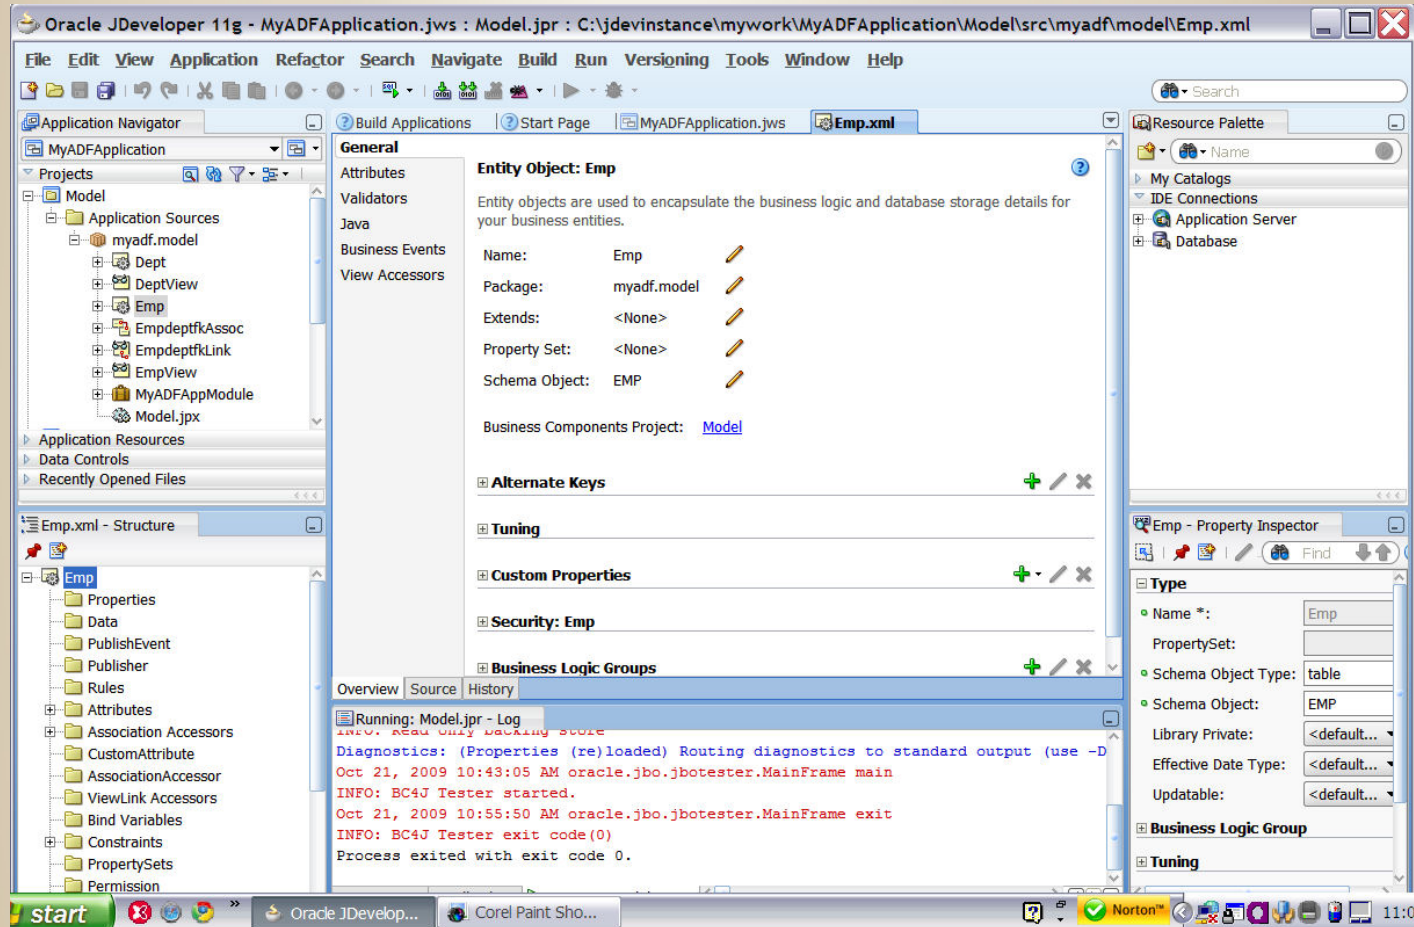 Oracle JDeveloper 11g - MyADFApplication.jws : Model.jpr : C:\jdevinstance\mywork\MyADFApplication\Model\src\myadf\model\Emp.xml
File Edit View Application Refactor Search Navigate Build Run Versioning Tools Window Help
Search
Application Navigator
MyADFApplication
Projects
Model
Application Sources
myadf.model
Dept
DeptView
Emp
EmpdeptfkAssoc
EmpdeptfkLink
EmpView
MyADFAppModule
Model.jpx
Application Resources
Data Controls
Recently Opened Files
Emp.xml - Structure
Emp
Properties
Data
PublishEvent
Publisher
Rules
Attributes
Association Accessors
CustomAttribute
AssociationAccessor
ViewLink Accessors
Bind Variables
Constraints
PropertySets
Permission
Build Applications Start Page MyADFApplication.jws Emp.xml
General
Attributes
Validators
Java
Business Events
View Accessors
Entity Object: Emp
Entity objects are used to encapsulate the business logic and database storage details for
your business entities.
Name: Emp
Package: myadf.model
Extends: <None>
Property Set: <None>
Schema Object: EMP
Business Components Project: Model
Alternate Keys
Tuning
Custom Properties
Security: Emp
Business Logic Groups
Overview Source History
Running: Model.jpr - Log
INFO: Read only backing store
Diagnostics: (Properties (re)loaded) Routing diagnostics to standard output (use -D
Oct 21, 2009 10:43:05 AM oracle.jbo.jbotester.MainFrame main
INFO: BC4J Tester started.
Oct 21, 2009 10:55:50 AM oracle.jbo.jbotester.MainFrame exit
INFO: BC4J Tester exit code(0)
Process exited with exit code 0.
Resource Palette
Name
My Catalogs
IDE Connections
Application Server
Database
Emp - Property Inspector
Find
Type
Name *: Emp
PropertySet:
Schema Object Type: table
Schema Object: EMP
Library Private: <default...
Effective Date Type: <default...
Updatable: <default...
Business Logic Group
Tuning
start
Oracle JDevelop...
Corel Paint Sho...
Norton™
11:0